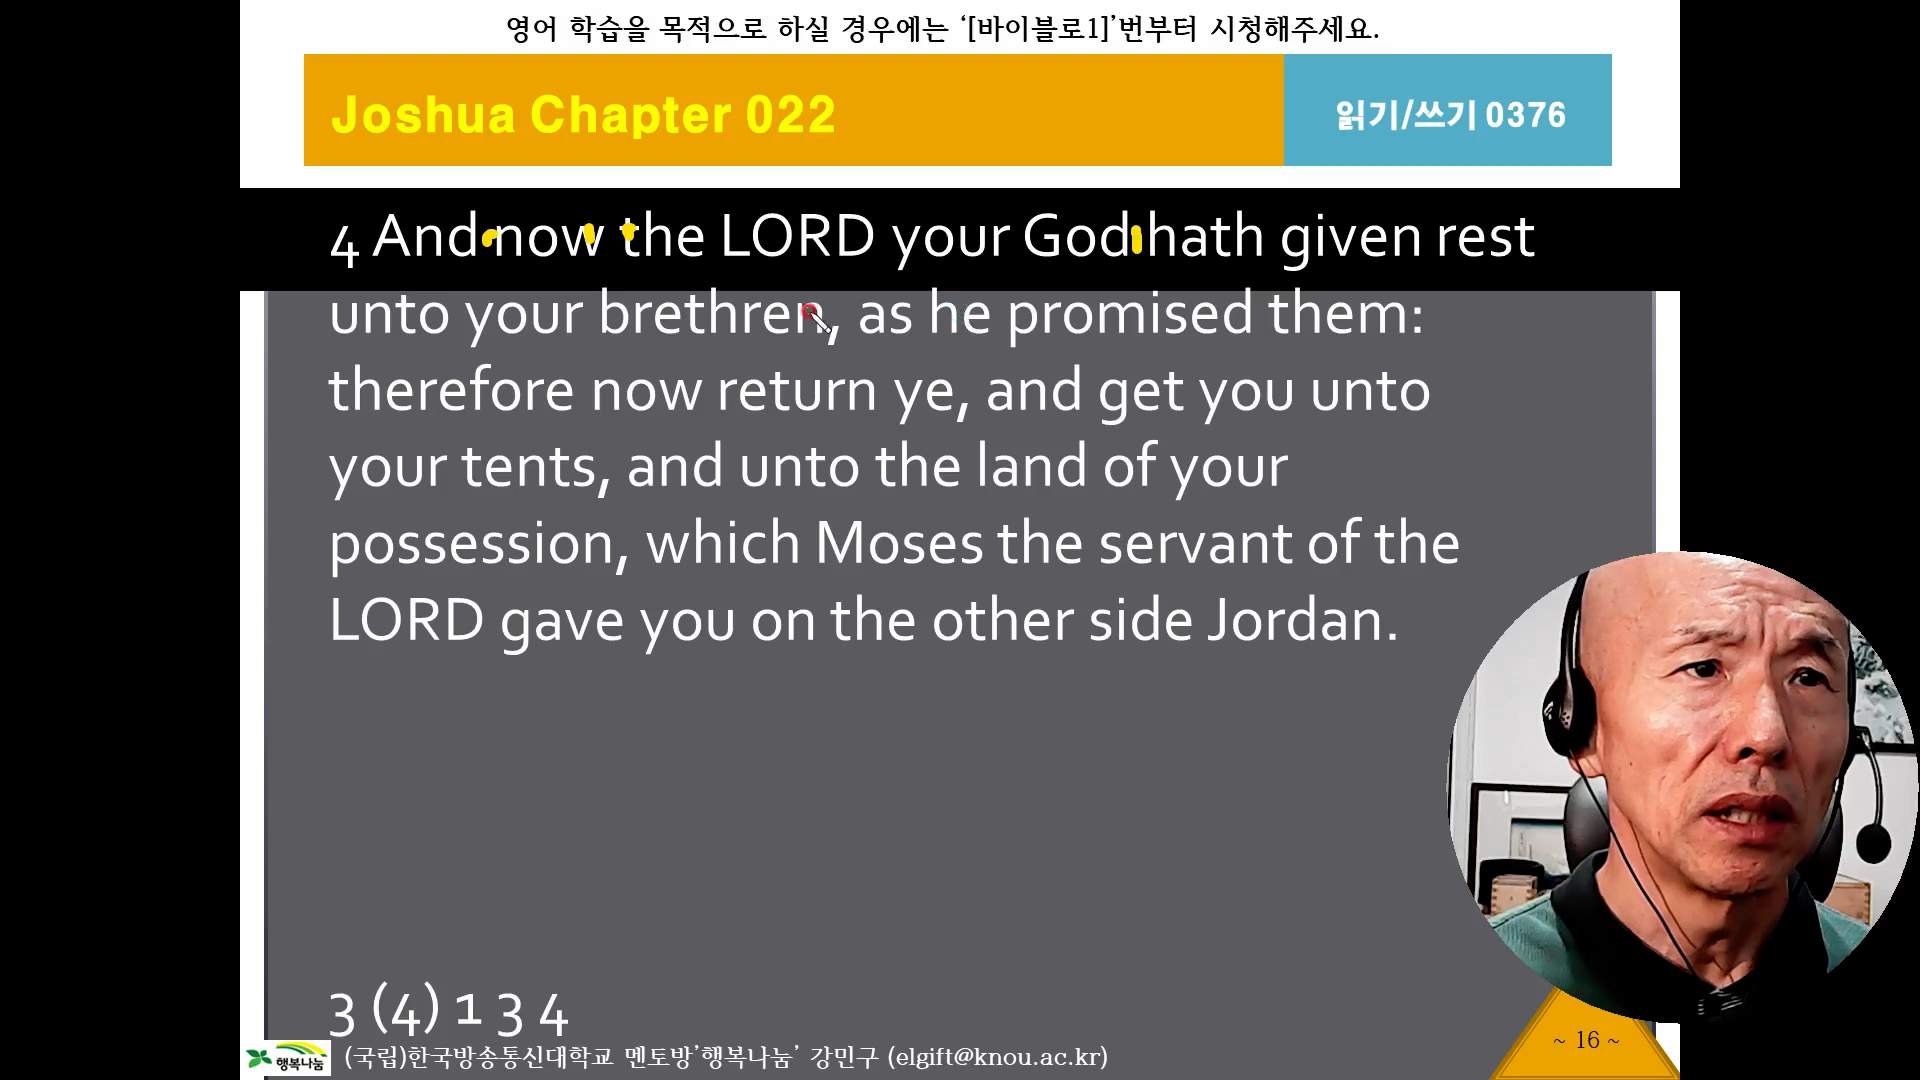 영어 학습을 목적으로 하실 경우에는 ‘[바이블로1]’번부터 시청해주세요.
Joshua Chapter 022
읽기/쓰기 0376
4 And now the LORD your God hath given rest
unto your brethren, as he promised them:
therefore now return ye, and get you unto
your tents, and unto the land of your
possession, which Moses the servant of the
LORD gave you on the other side Jordan.
3 (4) 1 3 4
행복나눔
(국립)한국방송통신대학교 멘토방’행복나눔’ 강민구 (elgift@knou.ac.kr)
~ 16 ~